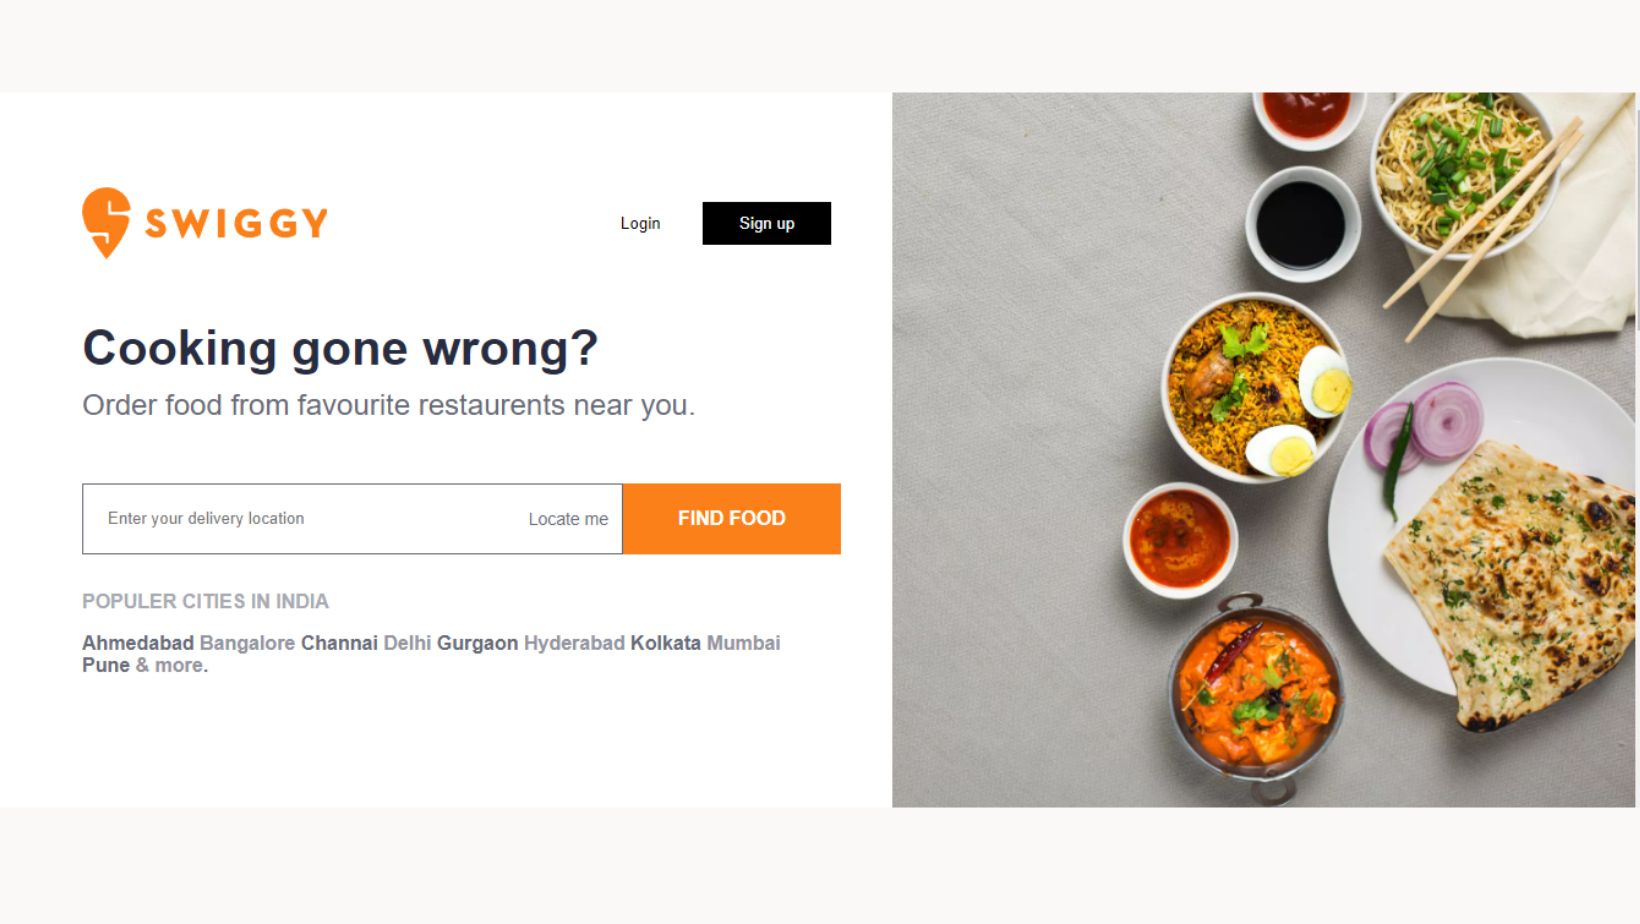 SWIGGY
Login
Sign up
Cooking gone wrong?
Order food from favourite restaurents near you.
Enter your delivery location
Locate me
FIND FOOD
POPULER CITIES IN INDIA
Ahmedabad Bangalore Channai Delhi Gurgaon Hyderabad Kolkata Mumbai
Pune & more.